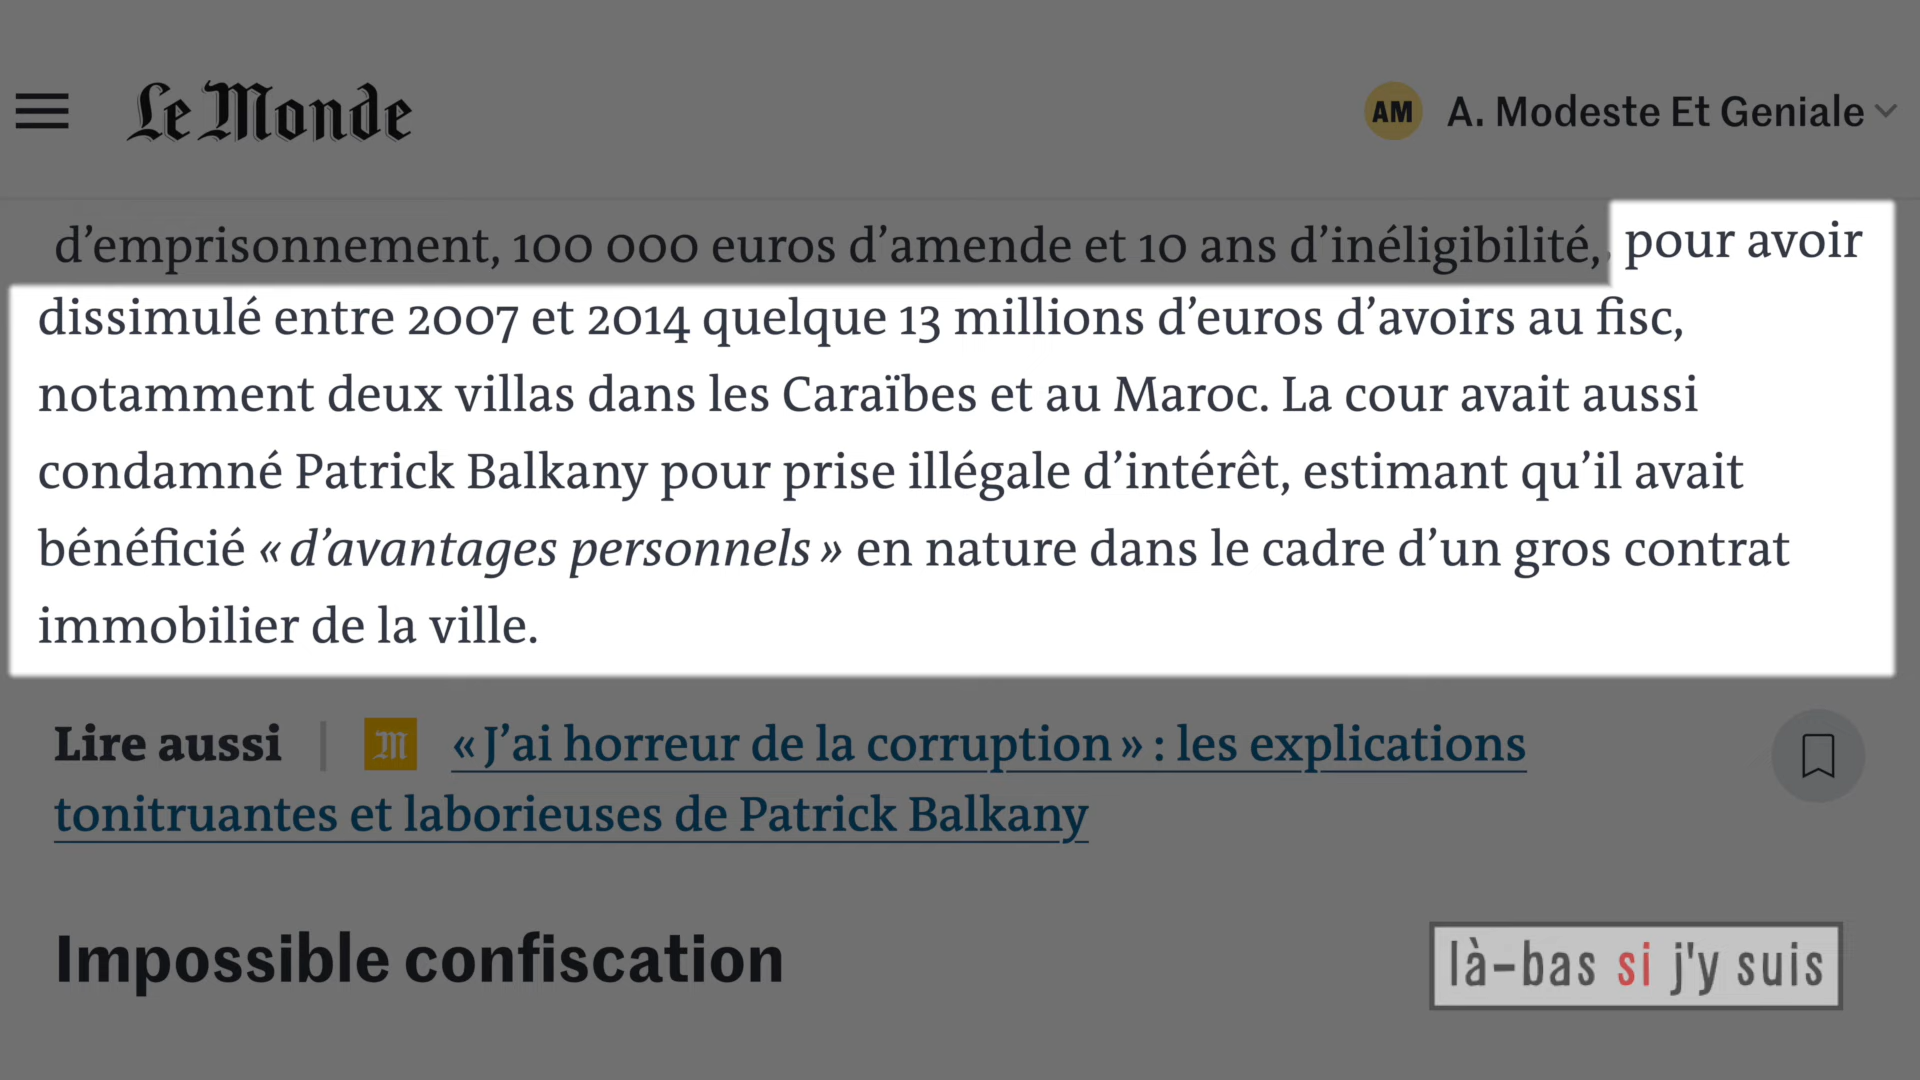 Le Monde
AM A. Modeste Et Geniale
d’emprisonnement, 100 000 euros d’amende et 10 ans d’inéligibilité, pour avoir
dissimulé entre 2007 et 2014 quelque 13 millions d’euros d’avoirs au fisc,
notamment deux villas dans les Caraïbes et au Maroc. La cour avait aussi
condamné Patrick Balkany pour prise illégale d’intérêt, estimant qu’il avait
bénéficié « d’avantages personnels » en nature dans le cadre d’un gros contrat
immobilier de la ville.
Lire aussi | M « J’ai horreur de la corruption » : les explications
tonitruantes et laborieuses de Patrick Balkany
Impossible confiscation
là-bas si j'y suis